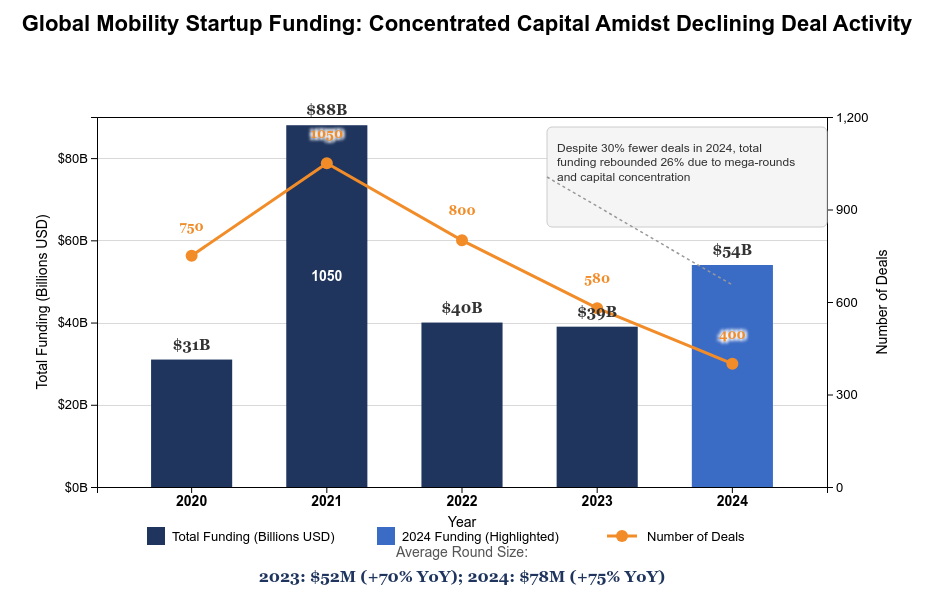 Global Mobility Startup Funding: Concentrated Capital Amidst Declining Deal Activity
$88B
1050
1050
750
800
580
400
$31B
$40B
$39B
$54B
Despite 30% fewer deals in 2024, total
funding rebounded 26% due to mega-rounds
and capital concentration
Total Funding (Billions USD)
$80B
$60B
$40B
$20B
$0B
Number of Deals
1,200
900
600
300
0
2020 2021 2022 2023 2024
Year
Total Funding (Billions USD) 2024 Funding (Highlighted) Number of Deals
Average Round Size:
2023: $52M (+70% YoY); 2024: $78M (+75% YoY)